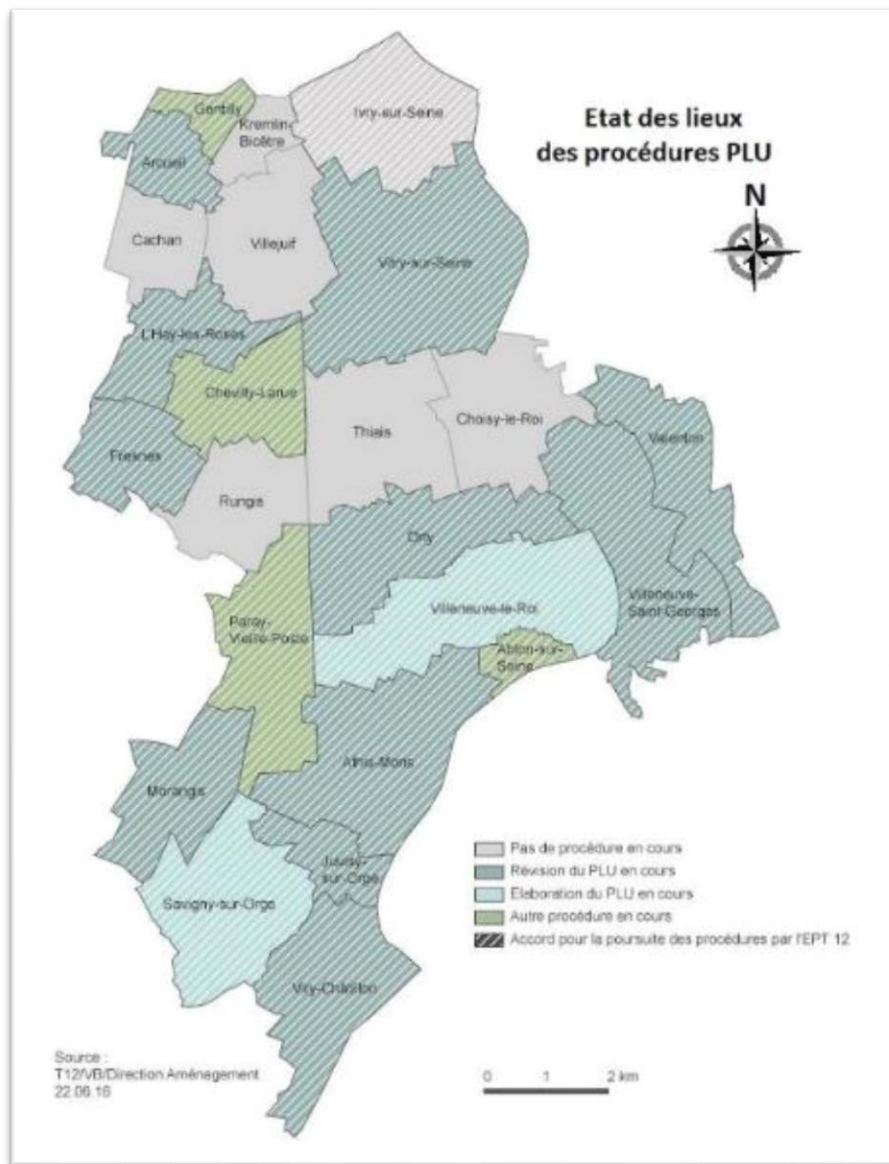 Etat des lieux
des procédures PLU
N
Gentilly
Kremlin-
Bicêtre
Ivry-sur-Seine
Arcueil
Cachan
Villejuif
Vitry-sur-Seine
L'Hay-les-Roses
Chevilly-Larue
Thiais
Choisy-le-Roi
Valenton
Fresnes
Rungis
Orly
Villeneuve-le-Roi
Villeneuve-
Saint-Georges
Paray-
Vieille-Poste
Ablon-sur-
Seine
Athis-Mons
Morangis
Juvisy-
sur-Orge
Savigny-sur-Orge
Viry-Châtillon
Pas de procédure en cours
Révision du PLU en cours
Elaboration du PLU en cours
Autre procédure en cours
Accord pour la poursuite des procédures par l'EPT 12
Source :
T12/VB/Direction Aménagement
22.06.16
0 1 2 km